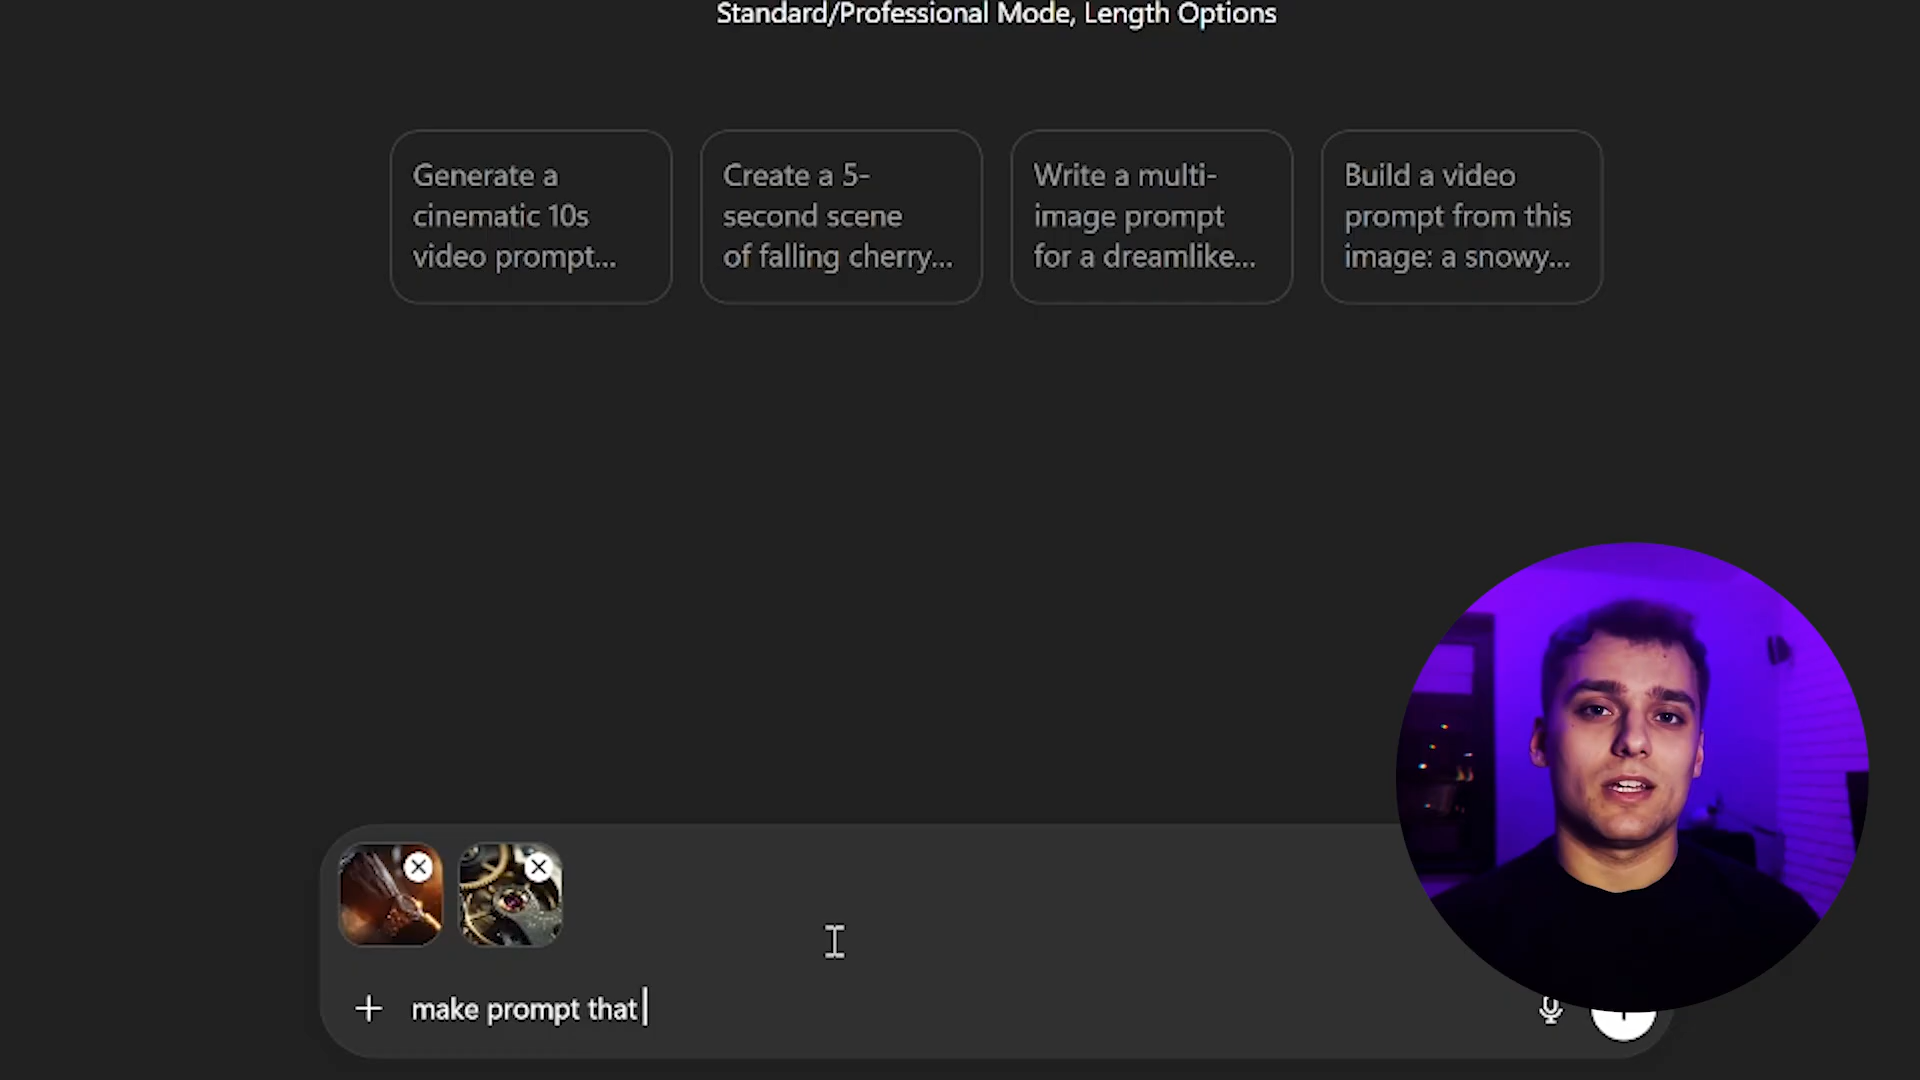 Standard/Professional Mode, Length Options
Generate a
cinematic 10s
video prompt...
Create a 5-
second scene
of falling cherry...
Write a multi-
image prompt
for a dreamlike...
Build a video
prompt from this
image: a snowy...
make prompt that